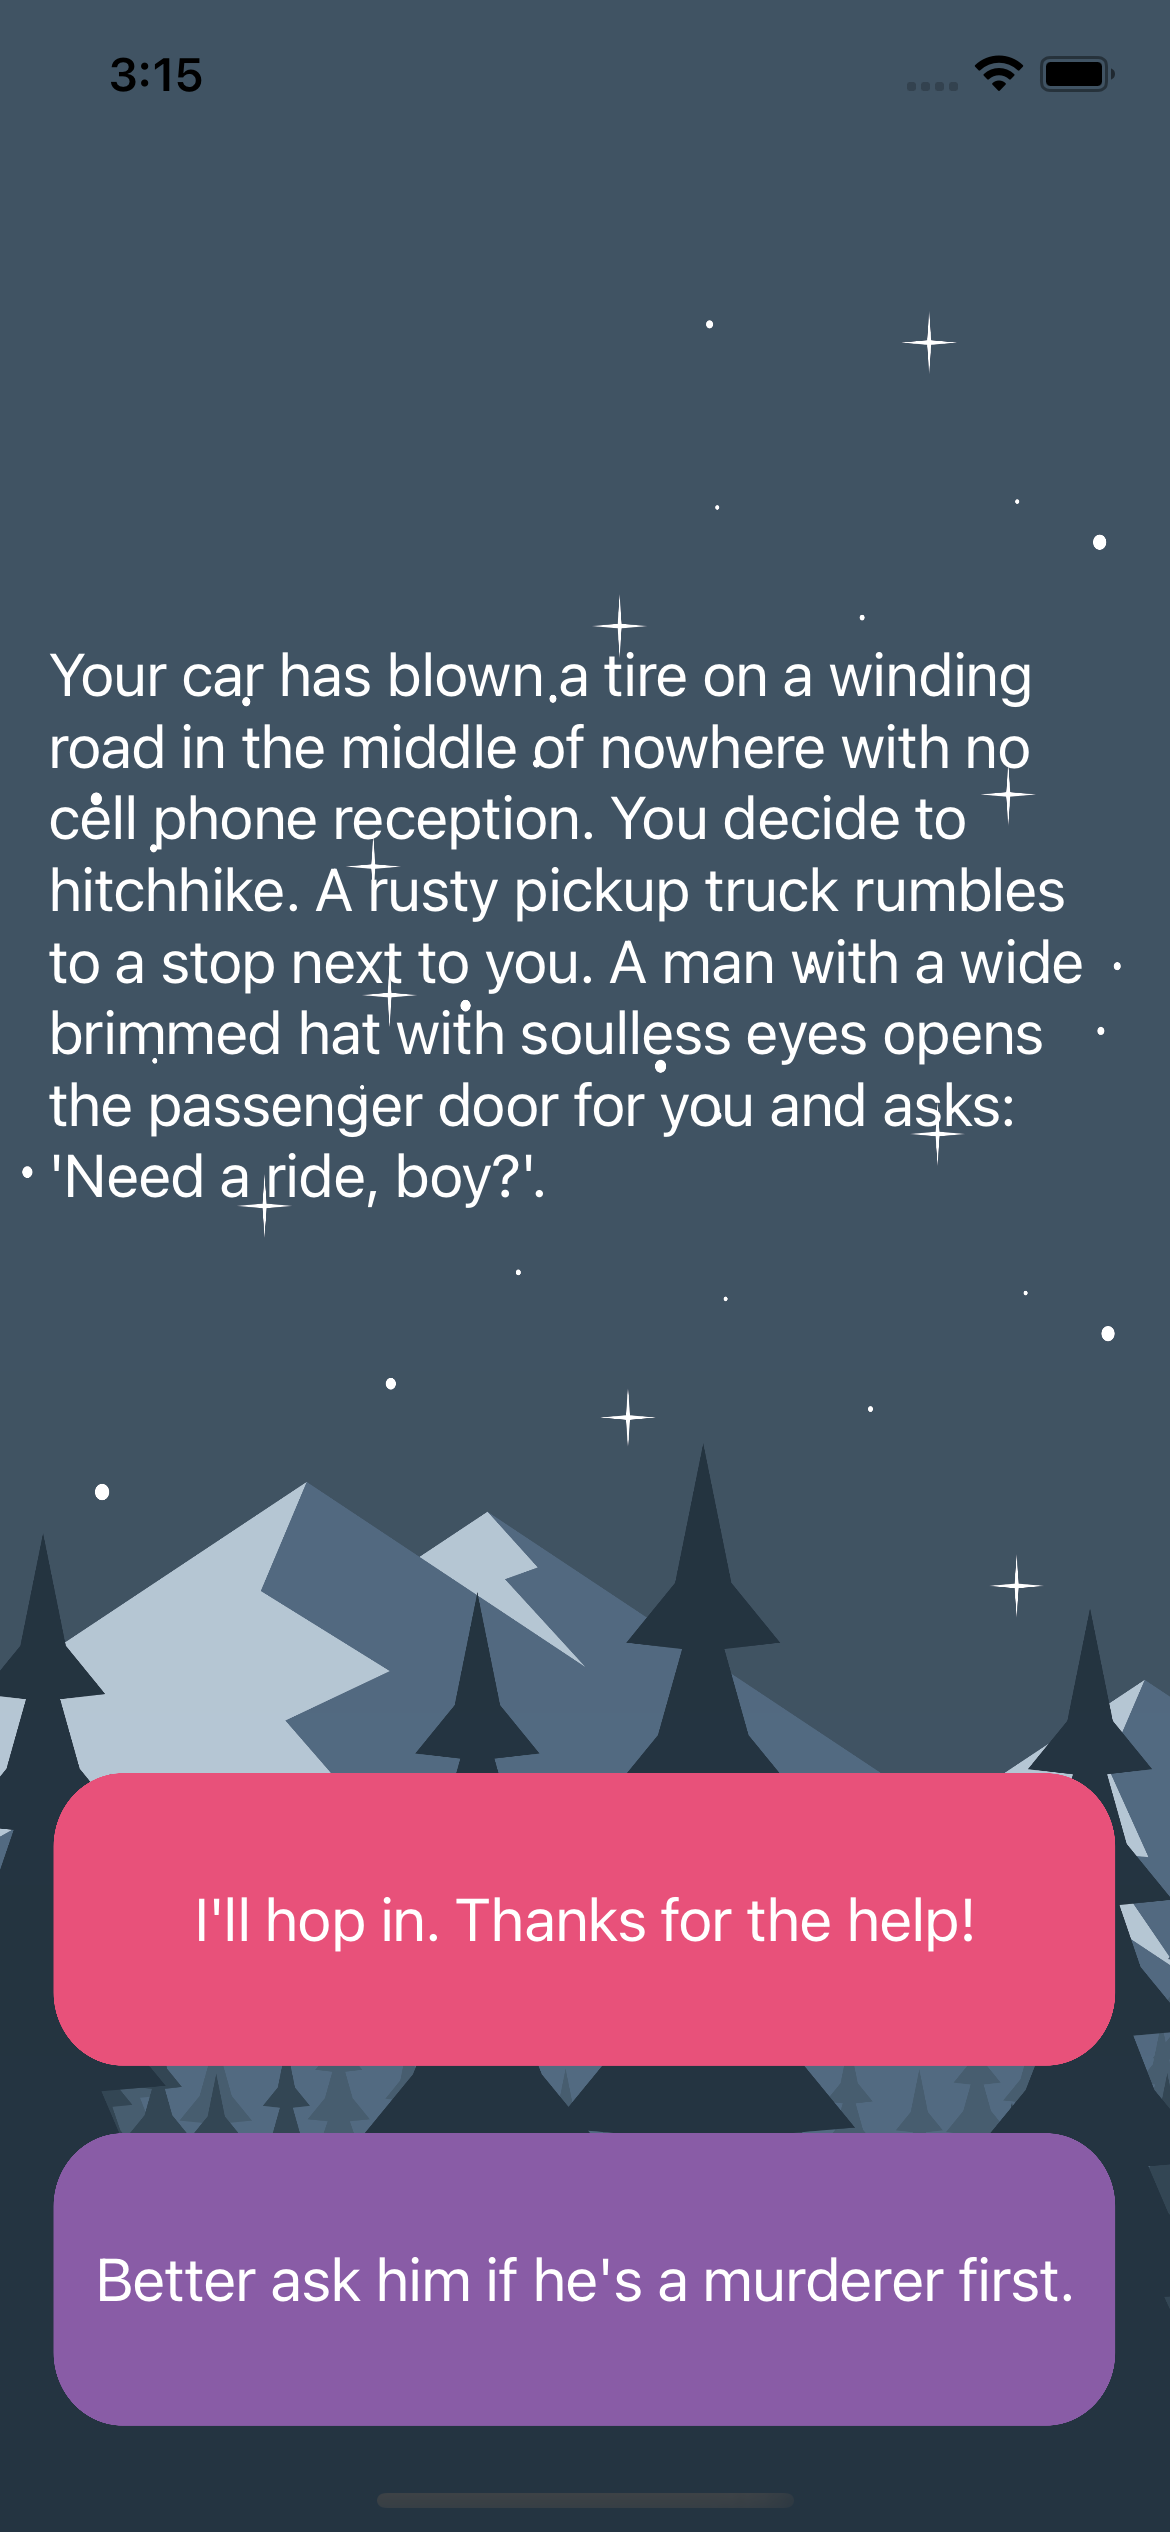 3:15
Your car has blown a tire on a winding
road in the middle of nowhere with no
cell phone reception. You decide to
hitchhike. A rusty pickup truck rumbles
to a stop next to you. A man with a wide
brimmed hat with soulless eyes opens
the passenger door for you and asks:
'Need a ride, boy?'.
I'll hop in. Thanks for the help!
Better ask him if he's a murderer first.